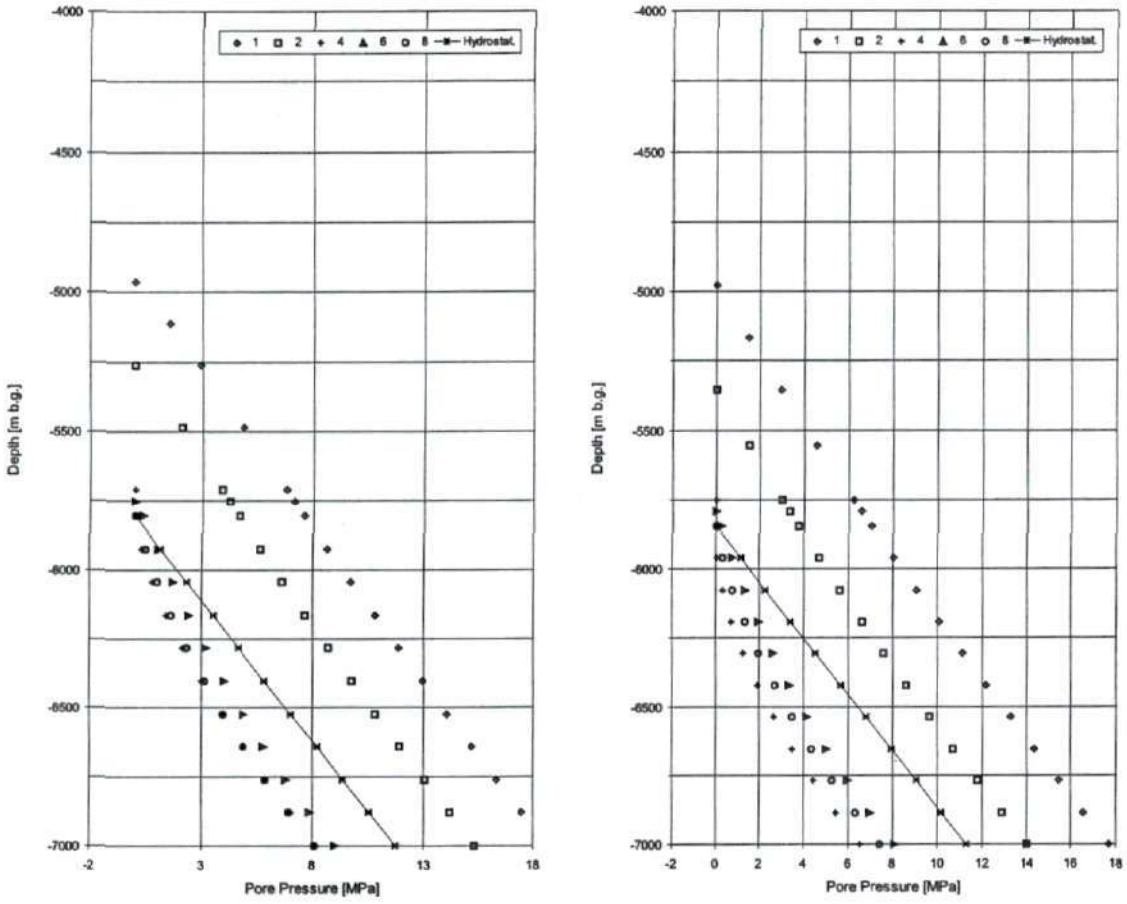 -4000
1 2 4 6 8 Hydrostat.
-4500
-5000
-5500
-6000
-6500
-7000
Depth [m b.g.]
-2 3 8 13 18
Pore Pressure [MPa]
-4000
1 2 4 6 8 Hydrostat.
-4500
-5000
-5500
-6000
-6500
-7000
Depth [m b.g.]
-2 0 2 4 6 8 10 12 14 16 18
Pore Pressure [MPa]